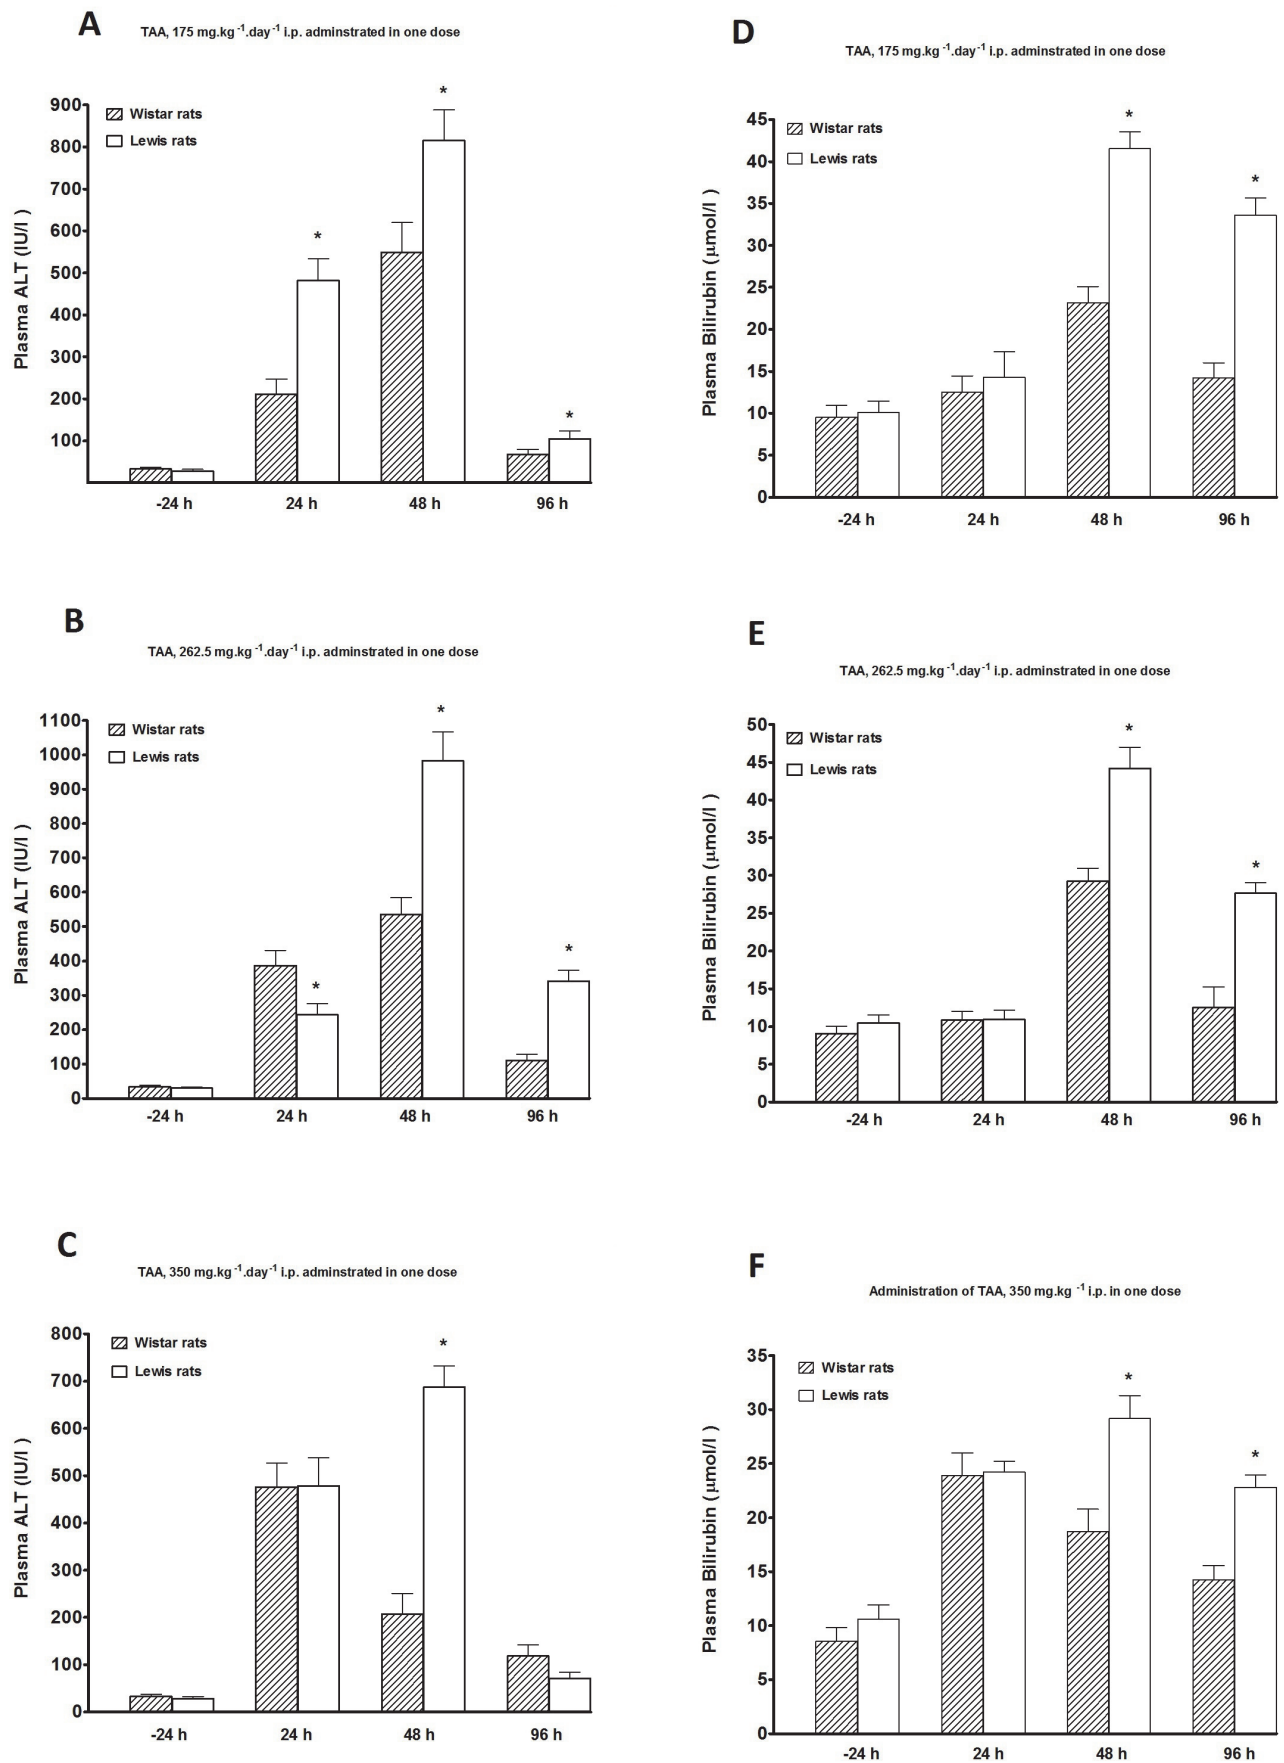 A
TAA, 175 mg.kg⁻¹.day⁻¹ i.p. adminstrated in one dose
Plasma ALT (IU/l )
900
800
700
600
500
400
300
200
100
Wistar rats
Lewis rats
*
*
*
-24 h 24 h 48 h 96 h
D
TAA, 175 mg.kg⁻¹.day⁻¹ i.p. adminstrated in one dose
Plasma Bilirubin (μmol/l )
45
40
35
30
25
20
15
10
5
0
Wistar rats
Lewis rats
*
*
-24 h 24 h 48 h 96 h
B
TAA, 262.5 mg.kg⁻¹.day⁻¹ i.p. adminstrated in one dose
Plasma ALT (IU/l )
1100
1000
900
800
700
600
500
400
300
200
100
0
Wistar rats
Lewis rats
*
*
*
-24 h 24 h 48 h 96 h
E
TAA, 262.5 mg.kg⁻¹.day⁻¹ i.p. adminstrated in one dose
Plasma Bilirubin (μmol/l )
50
45
40
35
30
25
20
15
10
5
0
Wistar rats
Lewis rats
*
*
-24 h 24 h 48 h 96 h
C
TAA, 350 mg.kg⁻¹.day⁻¹ i.p. adminstrated in one dose
Plasma ALT (IU/l )
800
700
600
500
400
300
200
100
0
Wistar rats
Lewis rats
*
-24 h 24 h 48 h 96 h
F
Administration of TAA, 350 mg.kg⁻¹ i.p. in one dose
Plasma Bilirubin (μmol/l )
35
30
25
20
15
10
5
0
Wistar rats
Lewis rats
*
*
-24 h 24 h 48 h 96 h